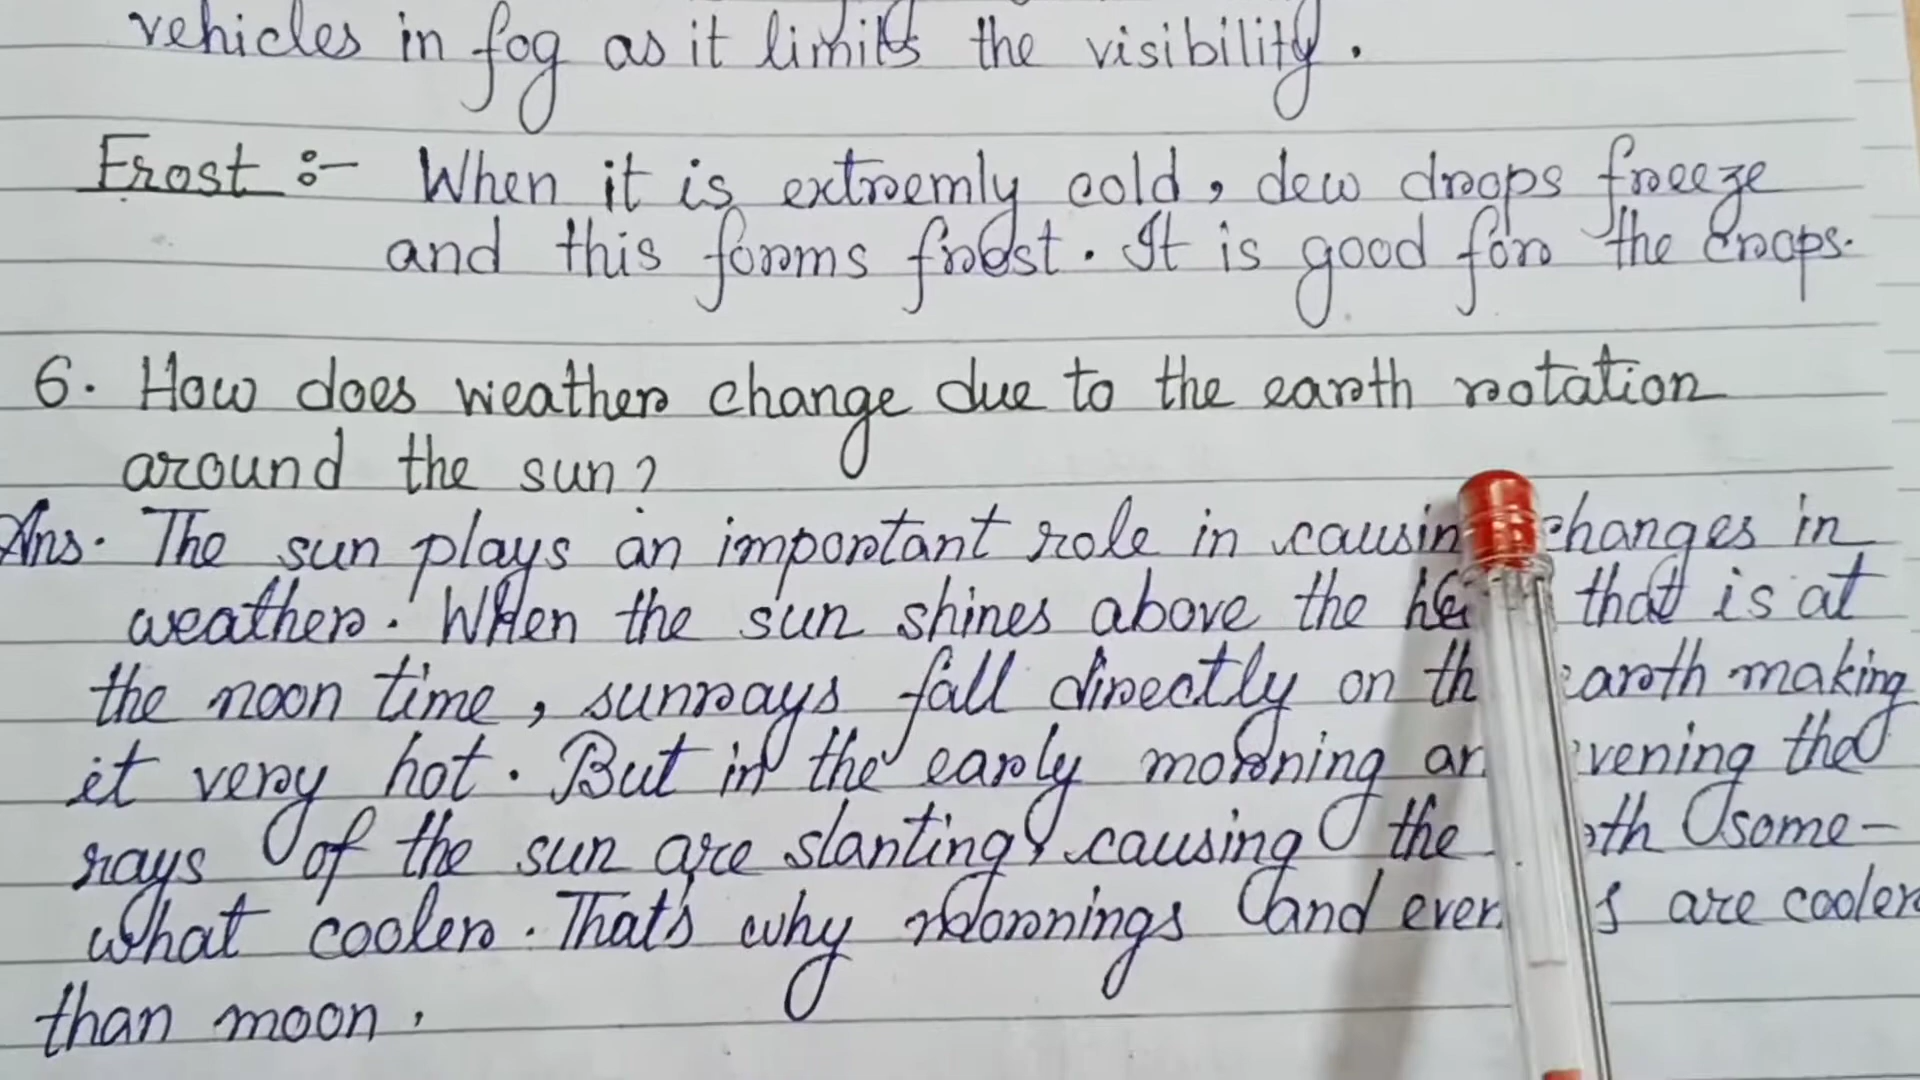 vehicles in fog as it limits the visibility.
Frost :- When it is extremly cold, dew drops freeze
and this forms frost. It is good for the crops.
6. How does weather change due to the earth rotation
around the sun?
Ans. The sun plays an important role in causin changes in
weather. When the sun shines above the that is at
the noon time, sunrays fall directly on th earth making
it very hot. But in the early morning an evening the
rays of the sun are slanting, causing the some-
what cooler. That's why mornings and are cooler
than moon.